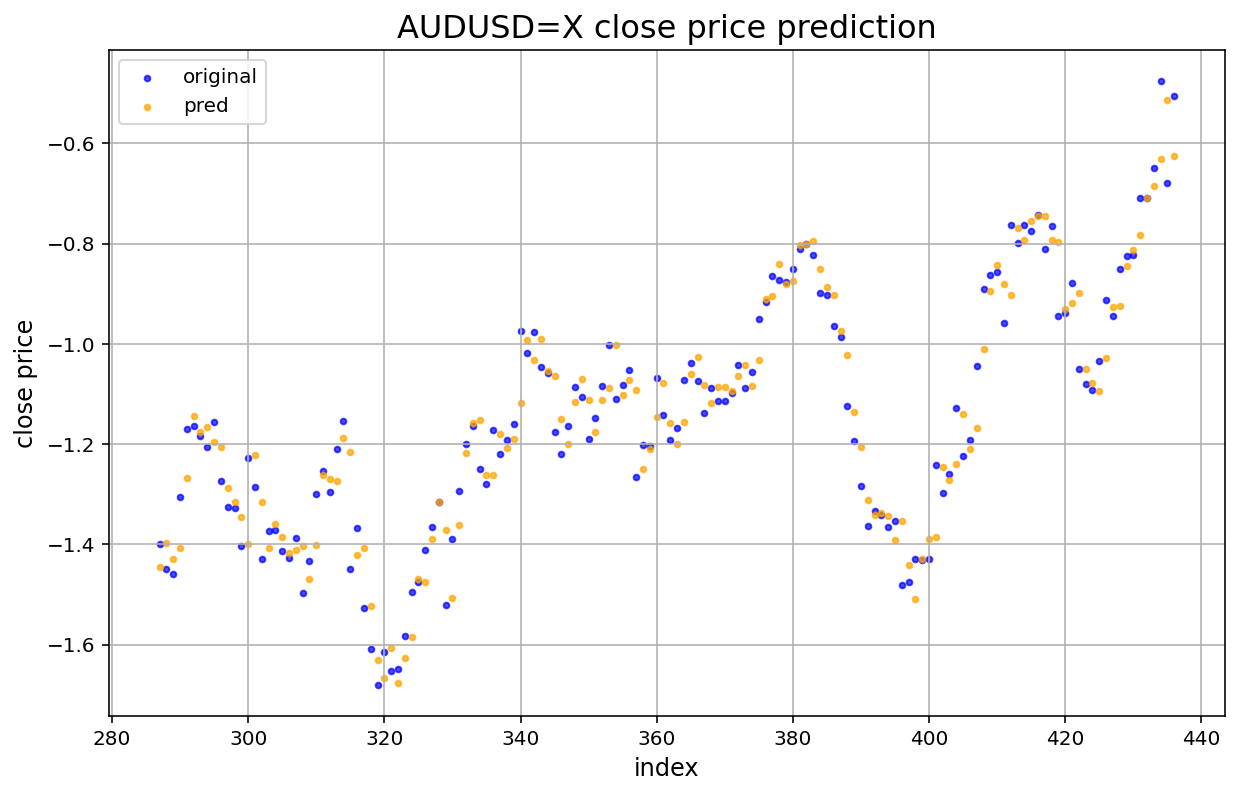 AUDUSD=X close price prediction
original
pred
close price
−0.6
−0.8
−1.0
−1.2
−1.4
−1.6
280 300 320 340 360 380 400 420 440
index